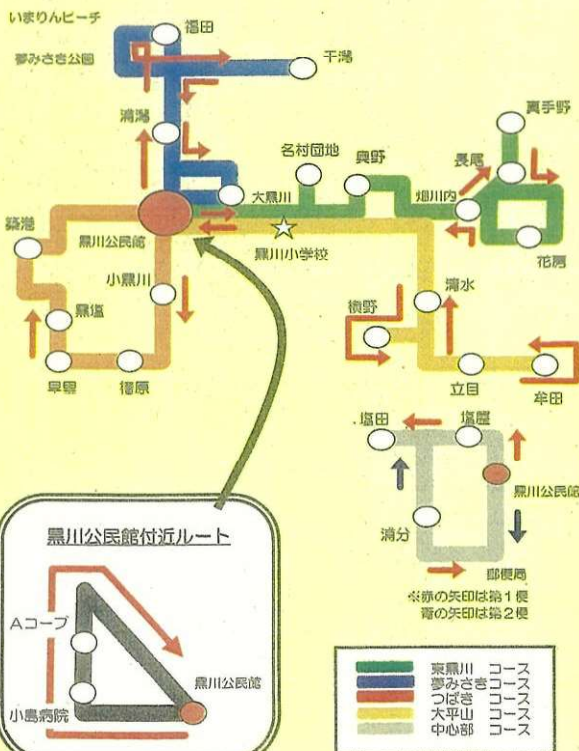 いまりんビーチ
福田
夢みさき公園
干潟
浦潟
真手野
名村団地
奥野
長尾
大黒川
畑川内
築港
黒川公民館
黒川小学校
花房
小黒川
黒塩
清水
横野
早里
福原
立目
牟田
塩田
塩屋
黒川公民館
清分
郵便局
※赤の矢印は第1便
青の矢印は第2便
黒川公民館付近ルート
Aコープ
黒川公民館
小島病院
東黒川 コース
夢みさき コース
つばき コース
大平山 コース
中心部 コース